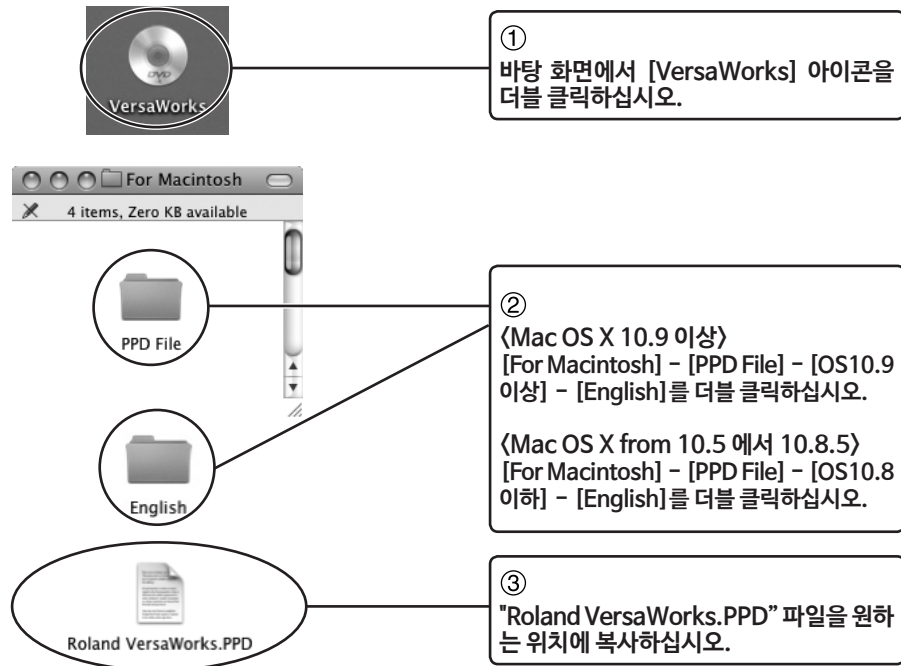 DVD
VersaWorks
①
바탕 화면에서 [VersaWorks] 아이콘을
더블 클릭하십시오.
For Macintosh
4 items, Zero KB available
PPD File
English
②
〈Mac OS X 10.9 이상〉
[For Macintosh] - [PPD File] - [OS10.9
이상] - [English]를 더블 클릭하십시오.
〈Mac OS X from 10.5 에서 10.8.5〉
[For Macintosh] - [PPD File] - [OS10.8
이하] - [English]를 더블 클릭하십시오.
Roland VersaWorks.PPD
③
"Roland VersaWorks.PPD” 파일을 원하
는 위치에 복사하십시오.